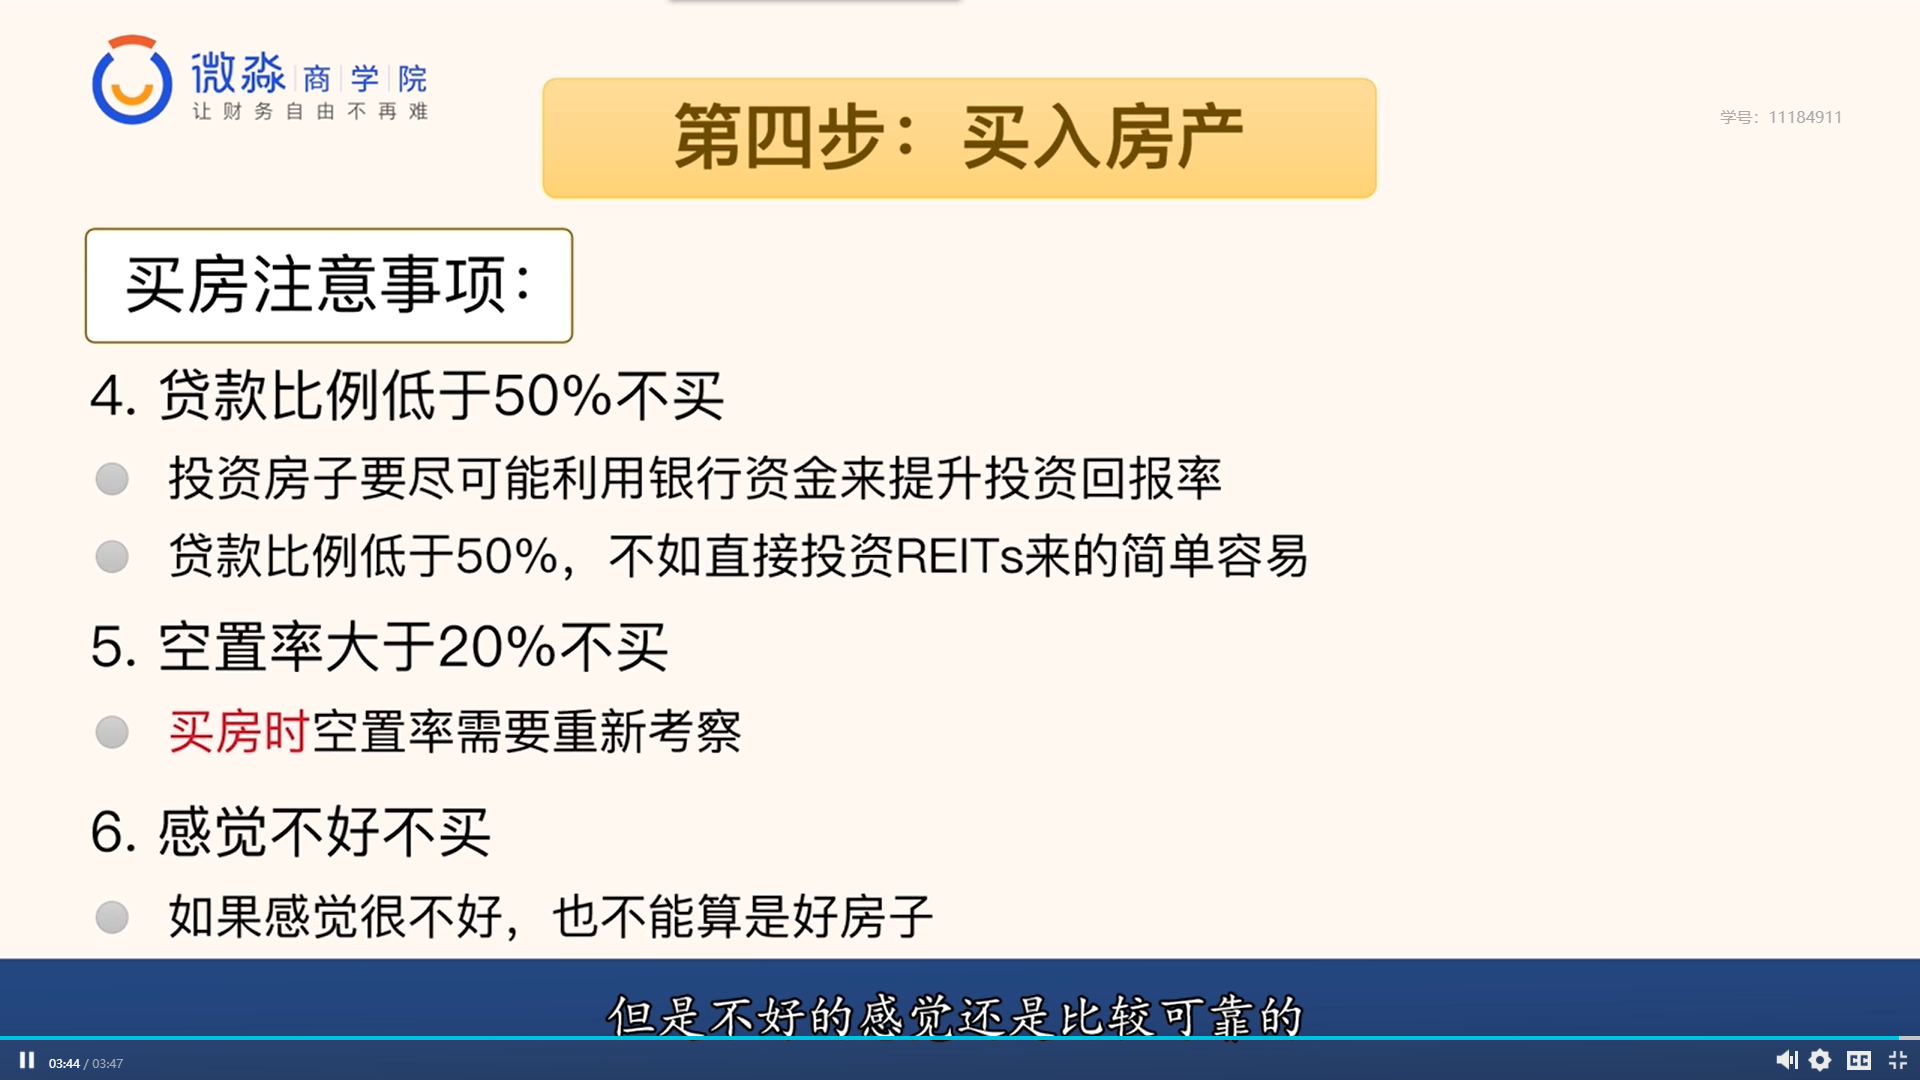 微淼商学院
让财务自由不再难
第四步：买入房产
学号：11184911
买房注意事项：
4. 贷款比例低于50%不买
投资房子要尽可能利用银行资金来提升投资回报率
贷款比例低于50%，不如直接投资REITs来的简单容易
5. 空置率大于20%不买
买房时空置率需要重新考察
6. 感觉不好不买
如果感觉很不好，也不能算是好房子
但是不好的感觉还是比较可靠的
03:44 / 03:47
CC